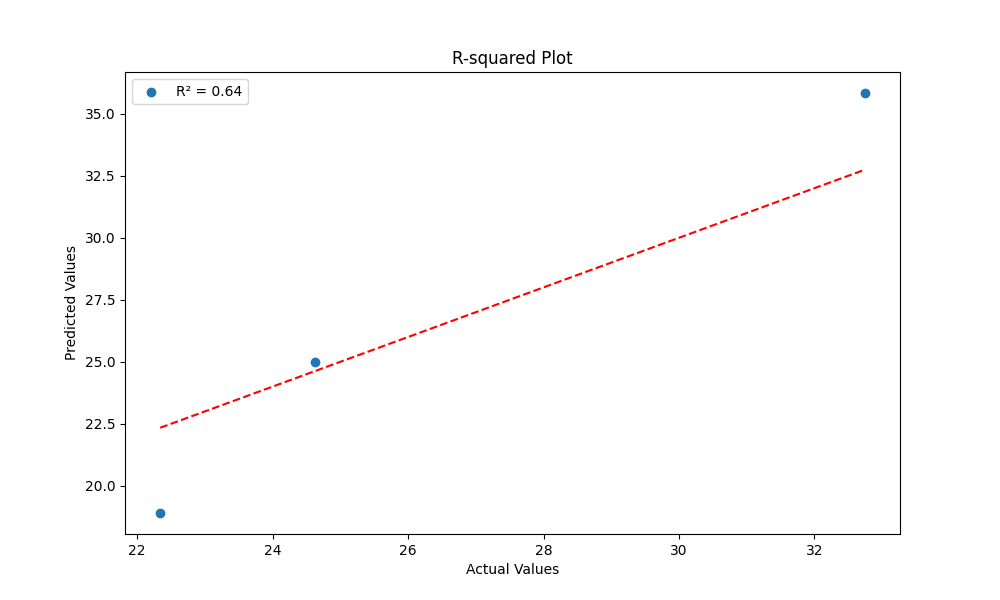 R-squared Plot
R² = 0.64
35.0
32.5
30.0
27.5
25.0
22.5
20.0
Predicted Values
22 24 26 28 30 32
Actual Values